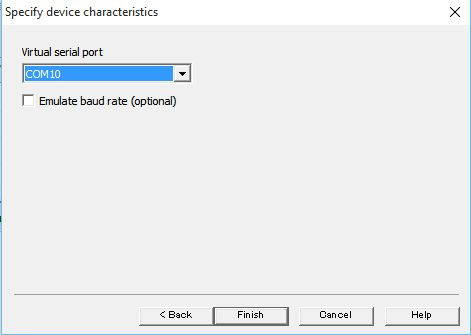 Specify device characteristics
Virtual serial port
COM10
Emulate baud rate (optional)
< Back
Finish
Cancel
Help